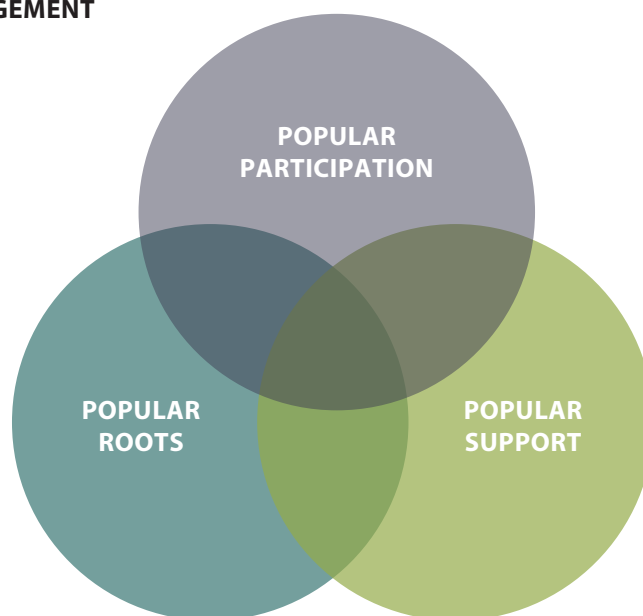 GEMENT
POPULAR
PARTICIPATION
POPULAR
ROOTS
POPULAR
SUPPORT